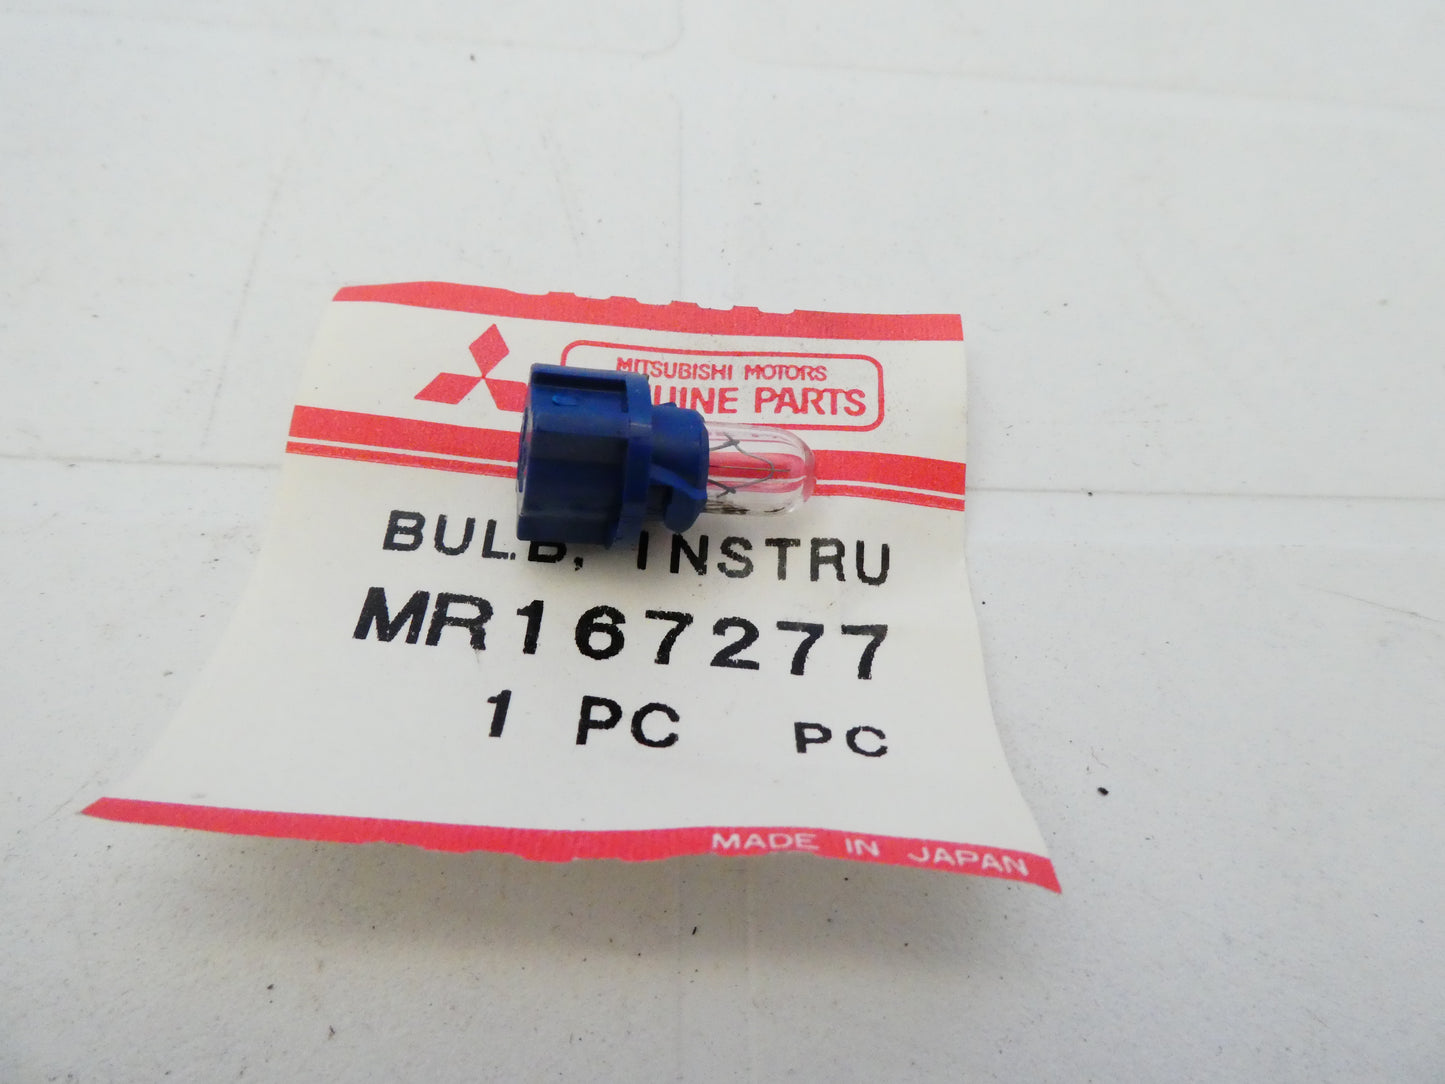 MITSUBISHI MOTORS
UINE PARTS
BULB, INSTRU
MR167277
1 PC PC
MADE IN JAPAN